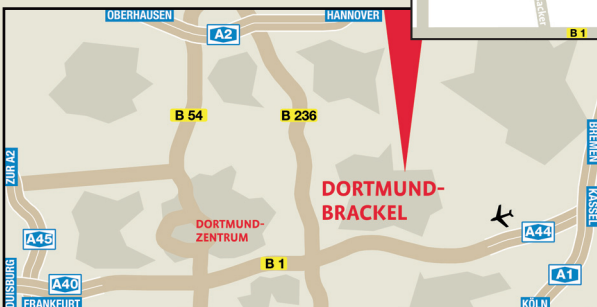 OBERHAUSEN
HANNOVER
A2
B 1
B 54
B 236
BREMEN
ZUR A2
KASSEL
DORTMUND-
BRACKEL
DORTMUND-
ZENTRUM
A45
A44
B 1
A1
A40
FRANKFURT
KÖLN